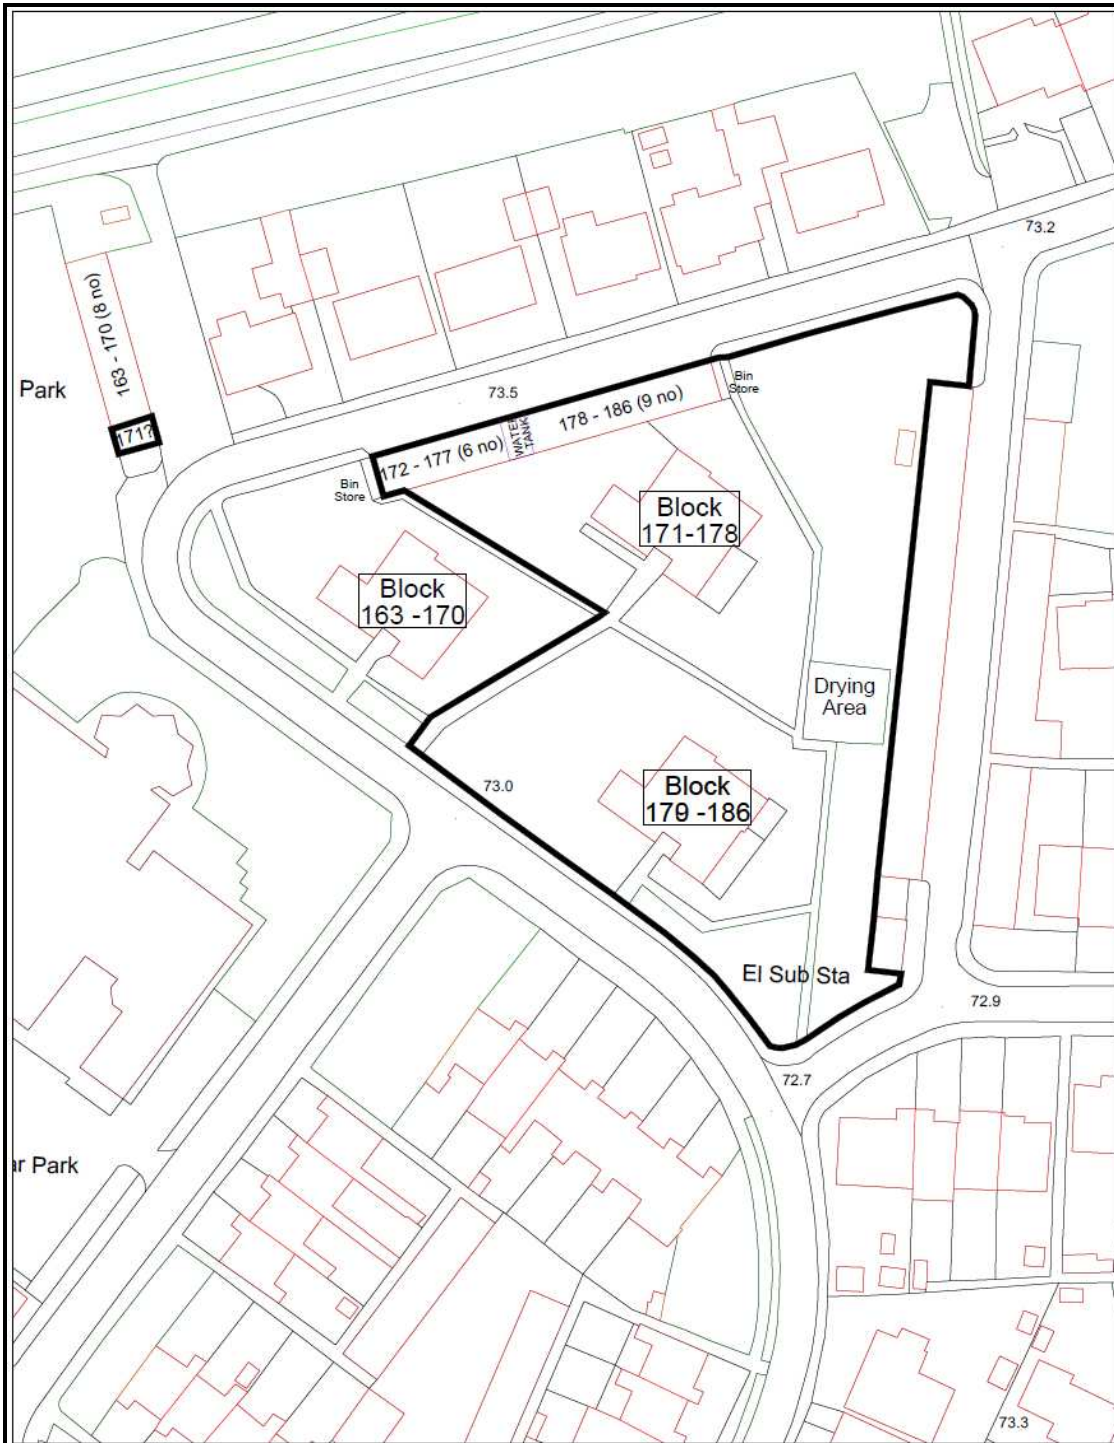 73.2
163 - 170 (8 no)
Park
171?
73.5
Bin
Store
178 - 186 (9 no)
WATER
TANK
172 - 177 (6 no)
Bin
Store
Block
171-178
Block
163 -170
Drying
Area
73.0
Block
179 -186
El Sub Sta
72.9
72.7
ar Park
73.3